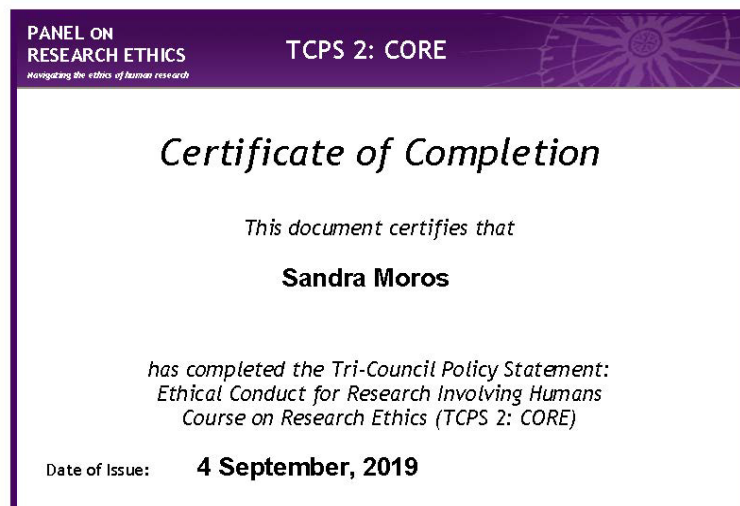 PANEL ON
RESEARCH ETHICS
Navigating the ethics of human research
TCPS 2: CORE
Certificate of Completion
This document certifies that
Sandra Moros
has completed the Tri-Council Policy Statement:
Ethical Conduct for Research Involving Humans
Course on Research Ethics (TCPS 2: CORE)
Date of Issue: 4 September, 2019